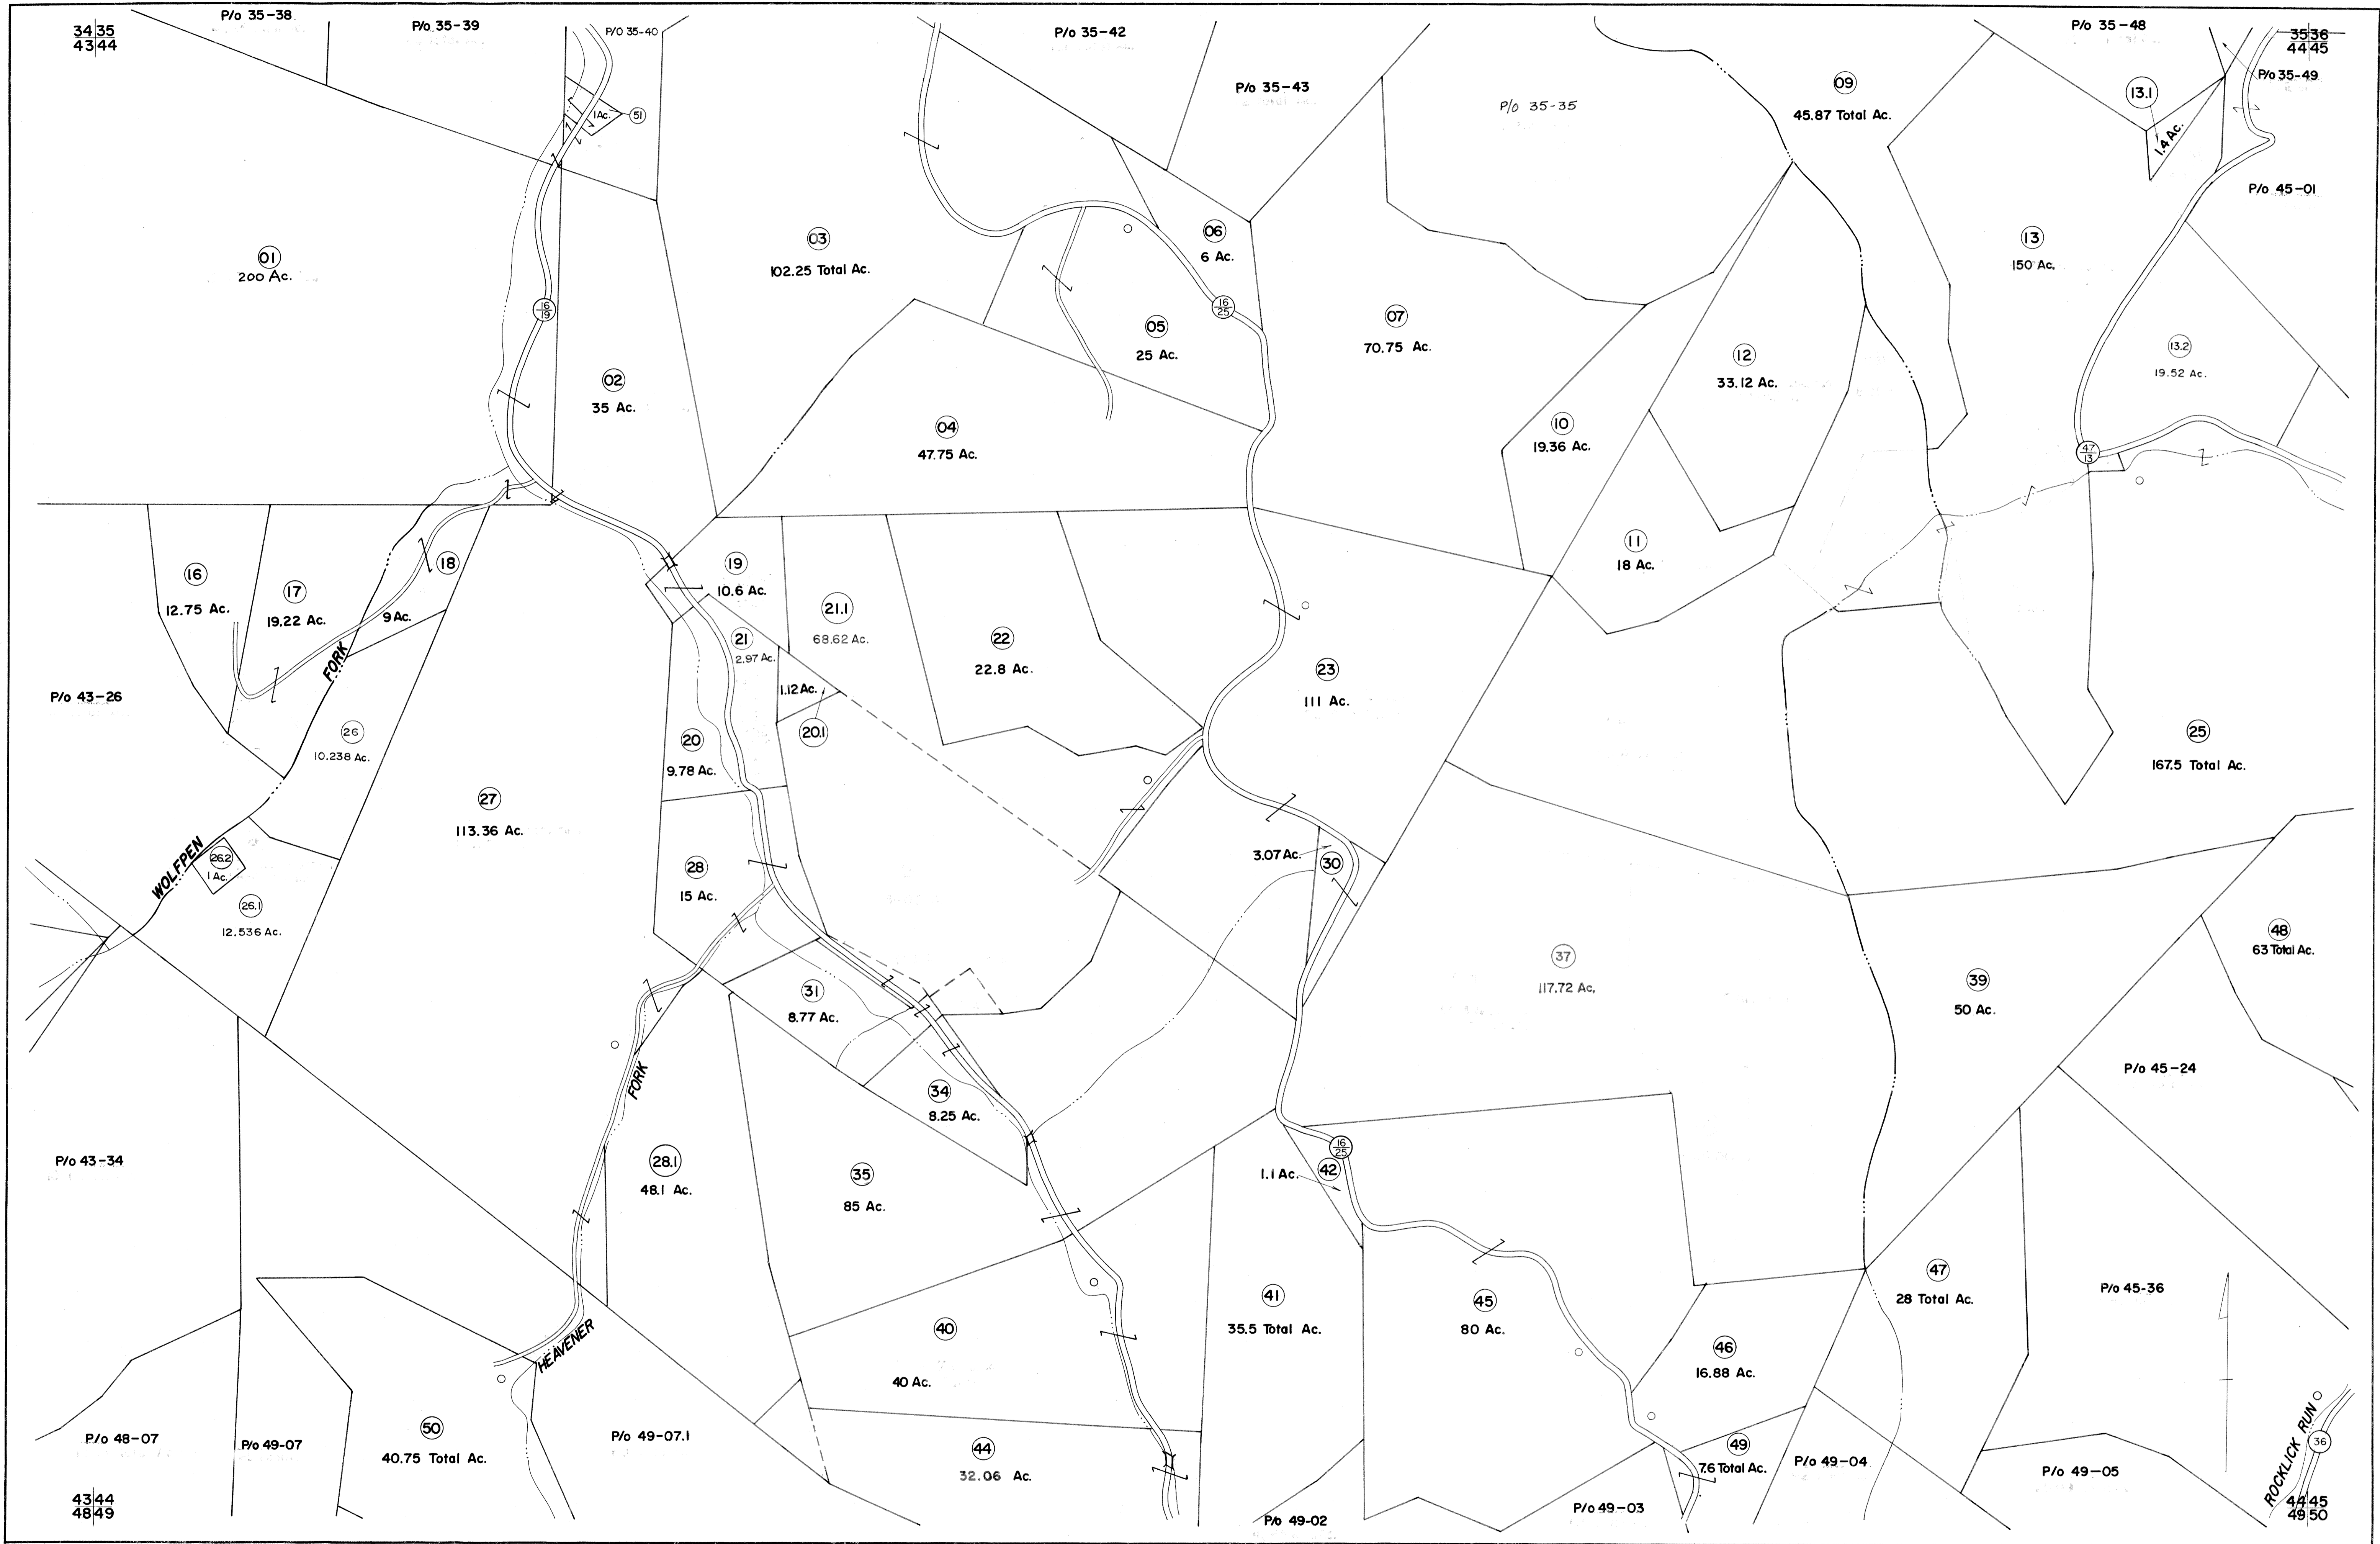 34 35
43 44
P/o 35-38
P/o 35-39
P/O 35-40
P/o 35-42
P/o 35-43
P/o 35-35
09
45.87 Total Ac.
P/o 35-48
35 36
44 45
P/o 35-49
13.1
1.4 Ac.
51
1 Ac.
P/o 45-01
01
200 Ac.
16
19
03
102.25 Total Ac.
06
6 Ac.
16
25
05
25 Ac.
07
70.75 Ac.
13
150 Ac.
12
33.12 Ac.
13.2
19.52 Ac.
02
35 Ac.
04
47.75 Ac.
10
19.36 Ac.
47
13
16
12.75 Ac.
17
19.22 Ac.
18
9 Ac.
19
10.6 Ac.
21.1
68.62 Ac.
21
2.97 Ac.
22
22.8 Ac.
11
18 Ac.
23
111 Ac.
FORK
P/o 43-26
1.12 Ac.
20.1
20
9.78 Ac.
26
10.238 Ac.
25
167.5 Total Ac.
27
113.36 Ac.
WOLFPEN
26.2
1 Ac.
26.1
12.536 Ac.
28
15 Ac.
3.07 Ac.
30
37
117.72 Ac.
48
63 Total Ac.
39
50 Ac.
31
8.77 Ac.
FORK
34
8.25 Ac.
P/o 45-24
P/o 43-34
28.1
48.1 Ac.
35
85 Ac.
16
25
42
1.1 Ac.
41
35.5 Total Ac.
45
80 Ac.
47
28 Total Ac.
P/o 45-36
HEAVENER
40
40 Ac.
46
16.88 Ac.
P/o 48-07
P/o 49-07
50
40.75 Total Ac.
P/o 49-07.1
44
32.06 Ac.
49
7.6 Total Ac.
P/o 49-04
P/o 49-05
ROCKLICK RUN
36
43 44
48 49
P/o 49-02
P/o 49-03
44 45
49 50